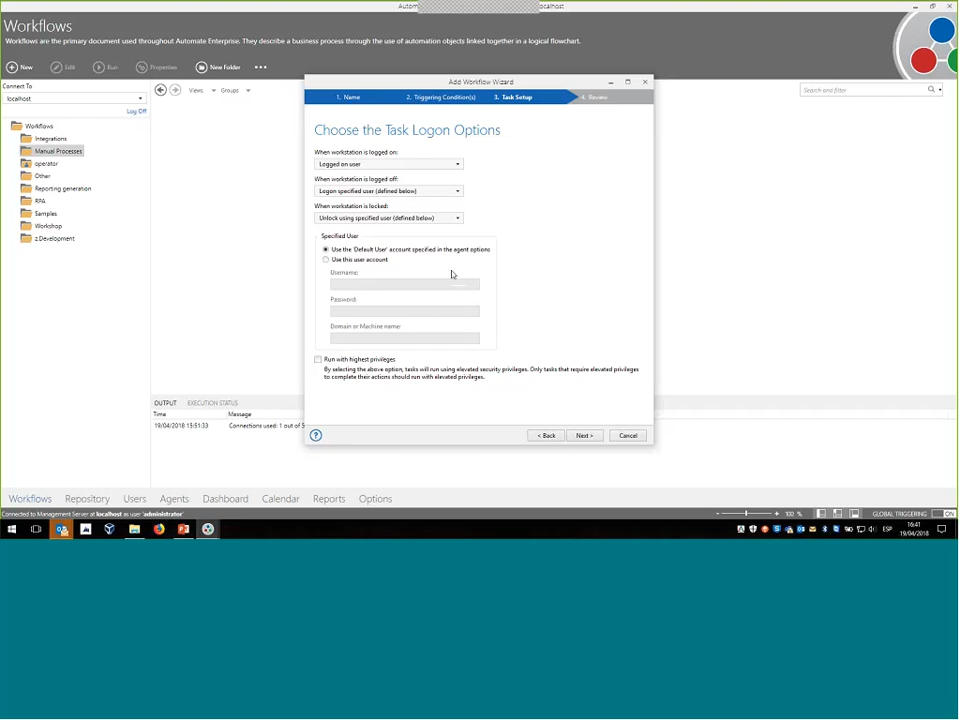 Autom
ocalhost
Workflows
Workflows are the primary document used throughout Automate Enterprise. They describe a business process through the use of automation objects linked together in a logical flowchart.
New
Edit
Run
Properties
New Folder
Connect To
localhost
Log Off
Workflows
Integrations
Manual Processes
operator
Other
Reporting generation
RPA
Samples
Workshop
z.Development
Views
Groups
Search and filter
Add Workflow Wizard
1. Name
2. Triggering Condition(s)
3. Task Setup
4. Review
Choose the Task Logon Options
When workstation is logged on:
Logged on user
When workstation is logged off:
Logon specified user (defined below)
When workstation is locked:
Unlock using specified user (defined below)
Specified User
Use the 'Default User' account specified in the agent options
Use this user account
Username:
Password:
Domain or Machine name:
Run with highest privileges
By selecting the above option, tasks will run using elevated security privileges. Only tasks that require elevated privileges
to complete their actions should run with elevated privileges.
< Back
Next >
Cancel
OUTPUT
EXECUTION STATUS
Time
Message
19/04/2018 15:51:33
Connections used: 1 out of 5
Workflows
Repository
Users
Agents
Dashboard
Calendar
Reports
Options
Connected to Management Server at localhost as user 'administrator'
100 %
GLOBAL TRIGGERING
ON
ESP
16:41
19/04/2018